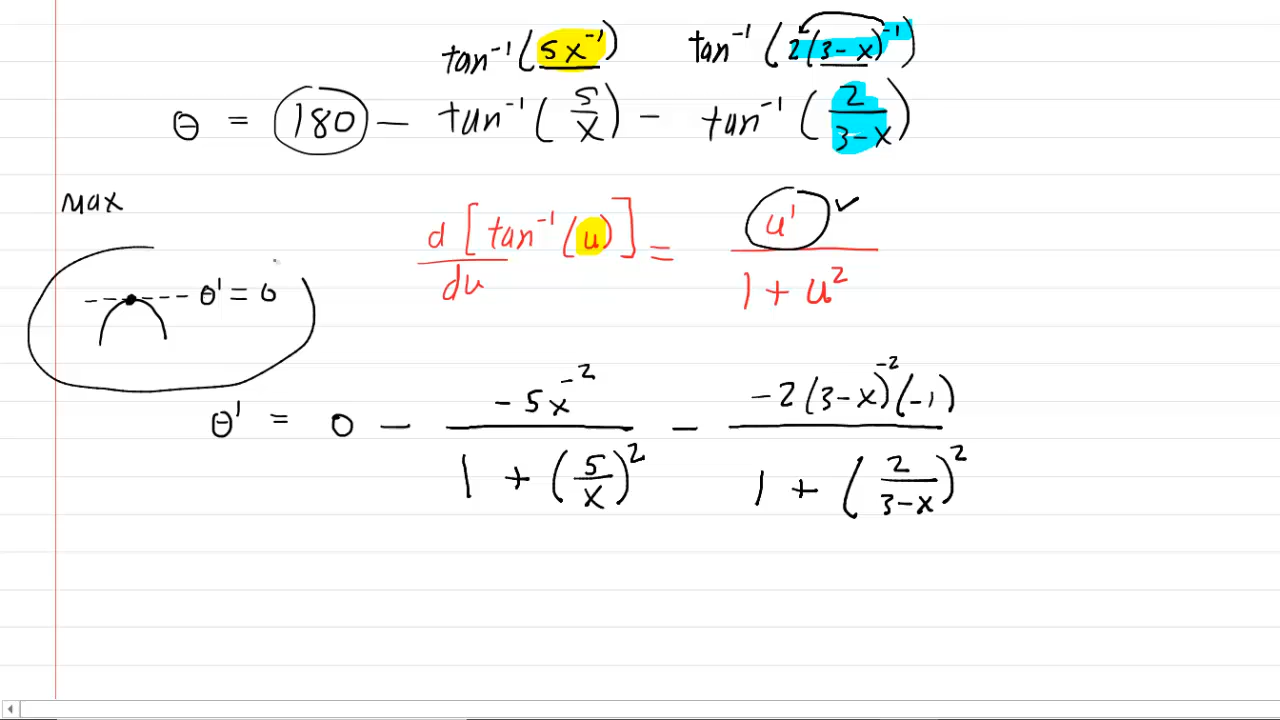 tan⁻¹(5x⁻¹) tan⁻¹(2(3-x)⁻¹)
θ = 180 - tan⁻¹(5/x) - tan⁻¹(2/(3-x))
Max
d/du [tan⁻¹(u)] = u'/(1 + u²) ✓
θ' = 0
θ' = 0 - (-5x⁻²)/(1 + (5/x)²) - (-2(3-x)⁻²(-1))/(1 + (2/(3-x))²)